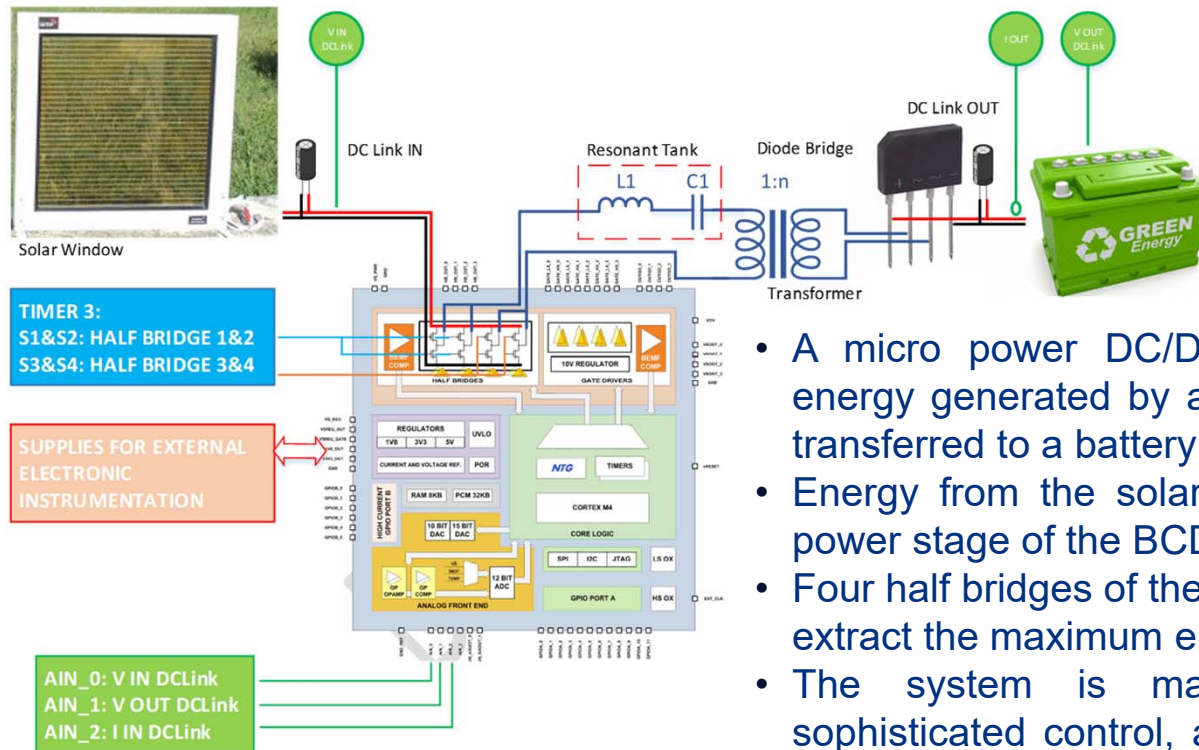 V IN
DCLink
I OUT
V OUT
DCLink
DC Link OUT
DC Link IN
Resonant Tank
Diode Bridge
L1
C1
1:n
GREEN
Energy
Solar Window
Transformer
TIMER 3:
S1&S2: HALF BRIDGE 1&2
S3&S4: HALF BRIDGE 3&4
BEMF
COMP
HALF BRIDGES
10V REGULATOR
GATE DRIVERS
BEMF
COMP
SUPPLIES FOR EXTERNAL
ELECTRONIC
INSTRUMENTATION
REGULATORS
1V8
3V3
5V
UVLO
CURRENT AND VOLTAGE REF.
POR
NTG
TIMERS
CORTEX M4
CORE LOGIC
HIGH CURRENT
GPIO PORT B
RAM 8KB
PCM 32KB
10 BIT
DAC
15 BIT
DAC
GP
OPAMP
GP
COMP
12 BIT
ADC
ANALOG FRONT END
SPI
I2C
JTAG
LS OX
GPIO PORT A
HS OX
EXT_CLK
AIN_0: V IN DCLink
AIN_1: V OUT DCLink
AIN_2: I IN DCLink
• A micro power DC/D
energy generated by a
transferred to a battery
• Energy from the solar
power stage of the BCD
• Four half bridges of the
extract the maximum e
• The system is ma
sophisticated control, a